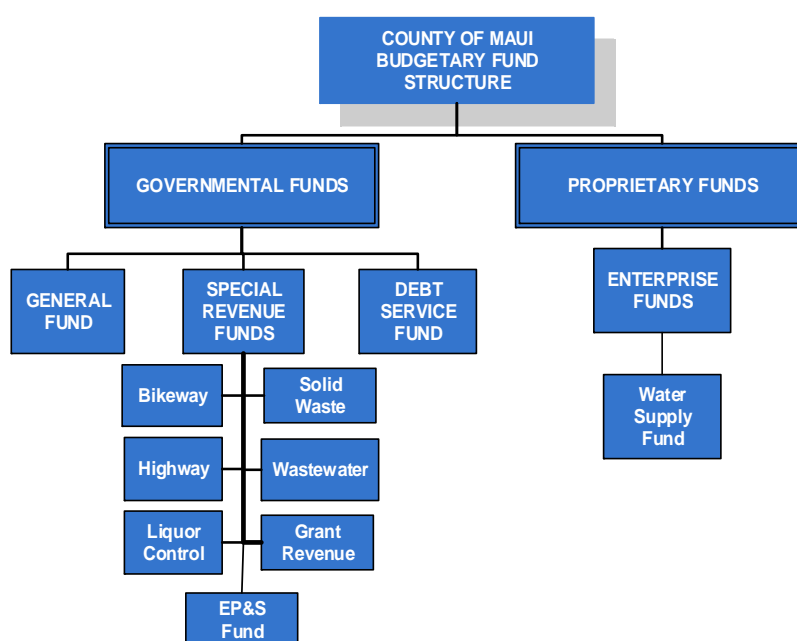 COUNTY OF MAUI
BUDGETARY FUND
STRUCTURE
GOVERNMENTAL FUNDS
PROPRIETARY FUNDS
GENERAL
FUND
SPECIAL
REVENUE
FUNDS
DEBT
SERVICE
FUND
ENTERPRISE
FUNDS
Bikeway
Solid
Waste
Water
Supply
Fund
Highway
Wastewater
Liquor
Control
Grant
Revenue
EP&S
Fund